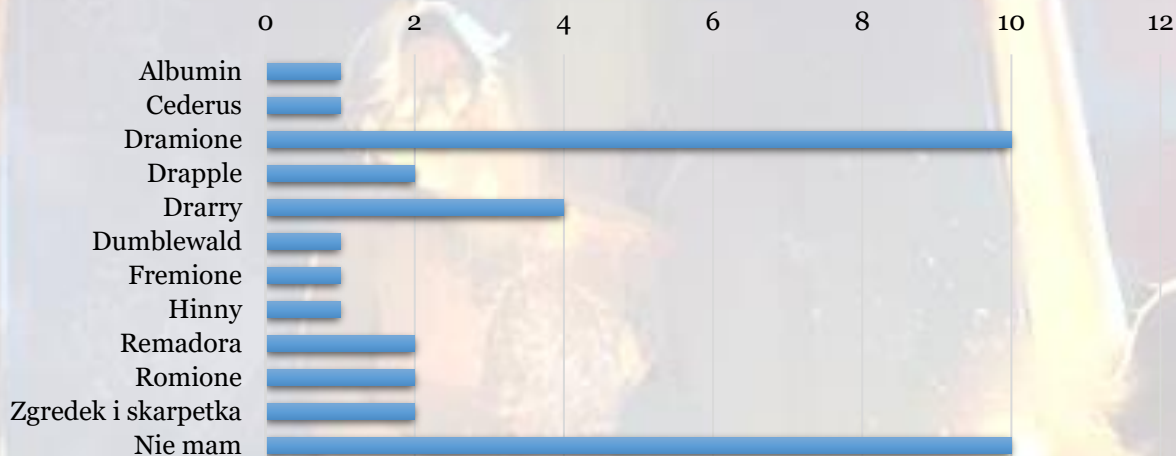 0 2 4 6 8 10 12
Albumin
Cederus
Dramione
Drapple
Drarry
Dumblewald
Fremione
Hinny
Remadora
Romione
Zgredek i skarpetka
Nie mam